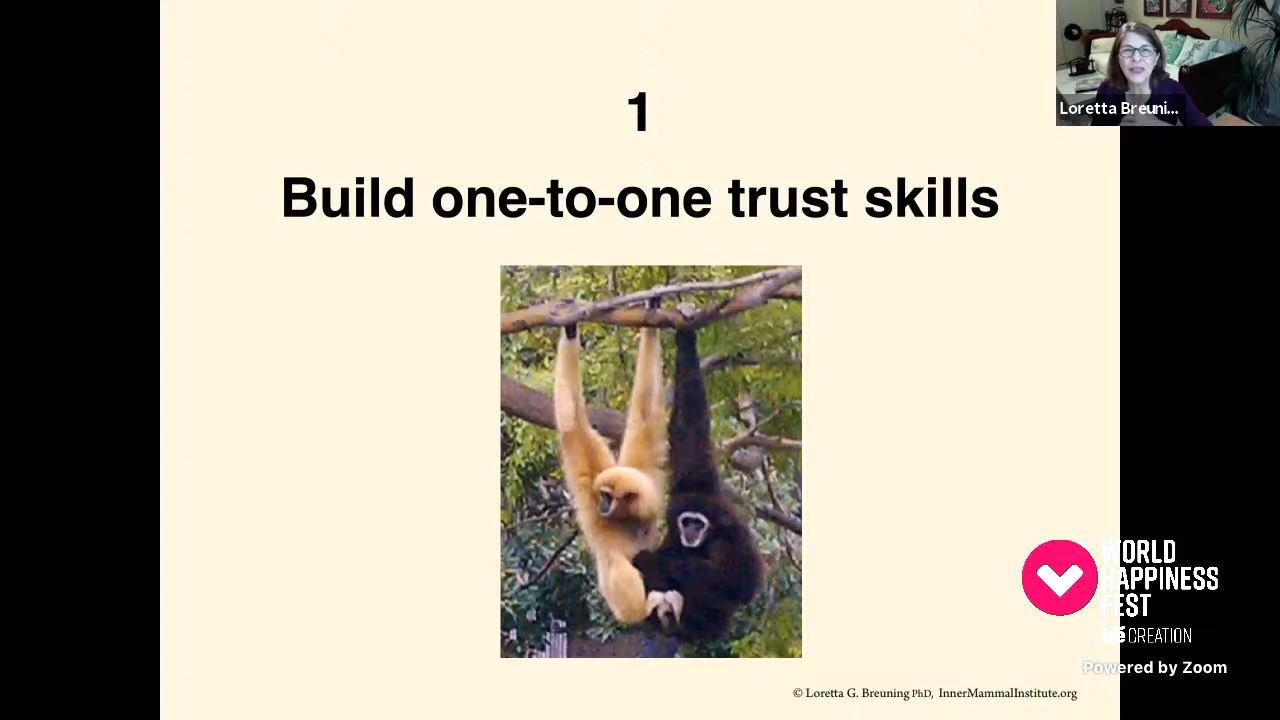 1
Build one-to-one trust skills
Loretta Breuni...
WORLD
HAPPINESS
FEST
bé CREATION
Powered by Zoom
© Loretta G. Breuning PhD, InnerMammalInstitute.org